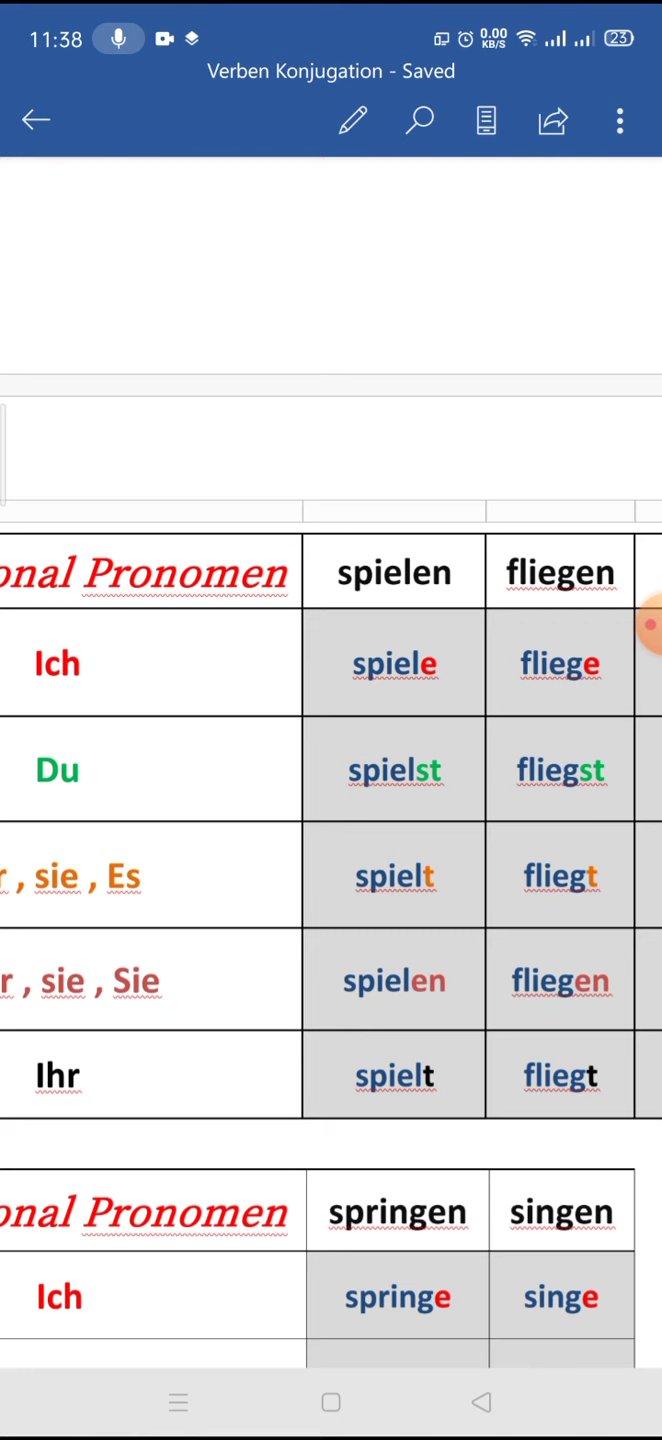 11:38 0.00 KB/S 23
Verben Konjugation - Saved
onal Pronomen spielen fliegen
Ich spiele fliege
Du spielst fliegst
r , sie , Es spielt fliegt
r , sie , Sie spielen fliegen
Ihr spielt fliegt
onal Pronomen springen singen
Ich springe singe